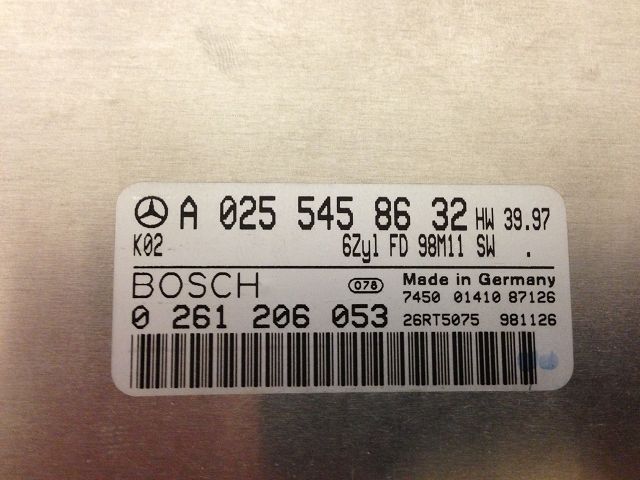 A 025 545 86 32 HW 39.97
K02 6Zyl FD 98M11 SW .
BOSCH 078 Made in Germany
7450 01410 87126
0 261 206 053 26RT5075 981126